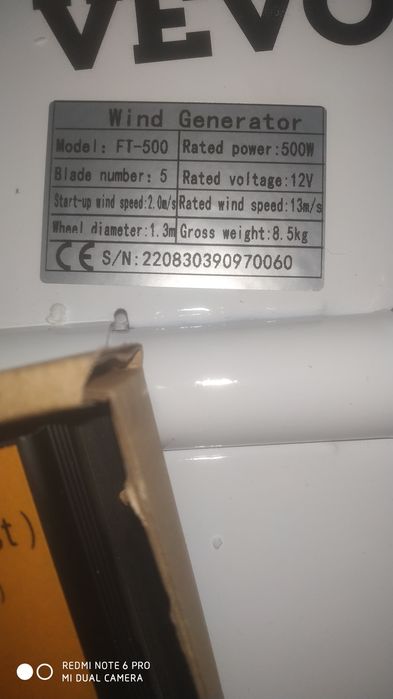 VEVO
Wind Generator
Model: FT-500 Rated power:500W
Blade number: 5 Rated voltage:12V
Start-up wind speed:2.0m/s Rated wind speed:13m/s
Wheel diameter:1.3m Gross weight:8.5kg
CE S/N:220830390970060
t)
)
REDMI NOTE 6 PRO
MI DUAL CAMERA